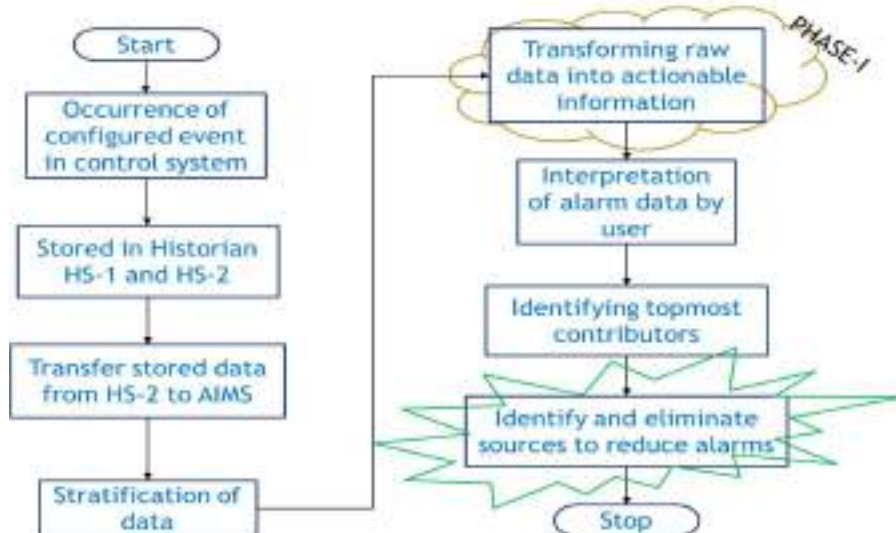 Start
Occurrence of
configured event
in control system
Stored in Historian
HS-1 and HS-2
Transfer stored data
from HS-2 to AIMS
Stratification of
data
PHASE-I
Transforming raw
data into actionable
information
Interpretation
of alarm data by
user
Identifying topmost
contributors
Identify and eliminate
sources to reduce alarms
Stop